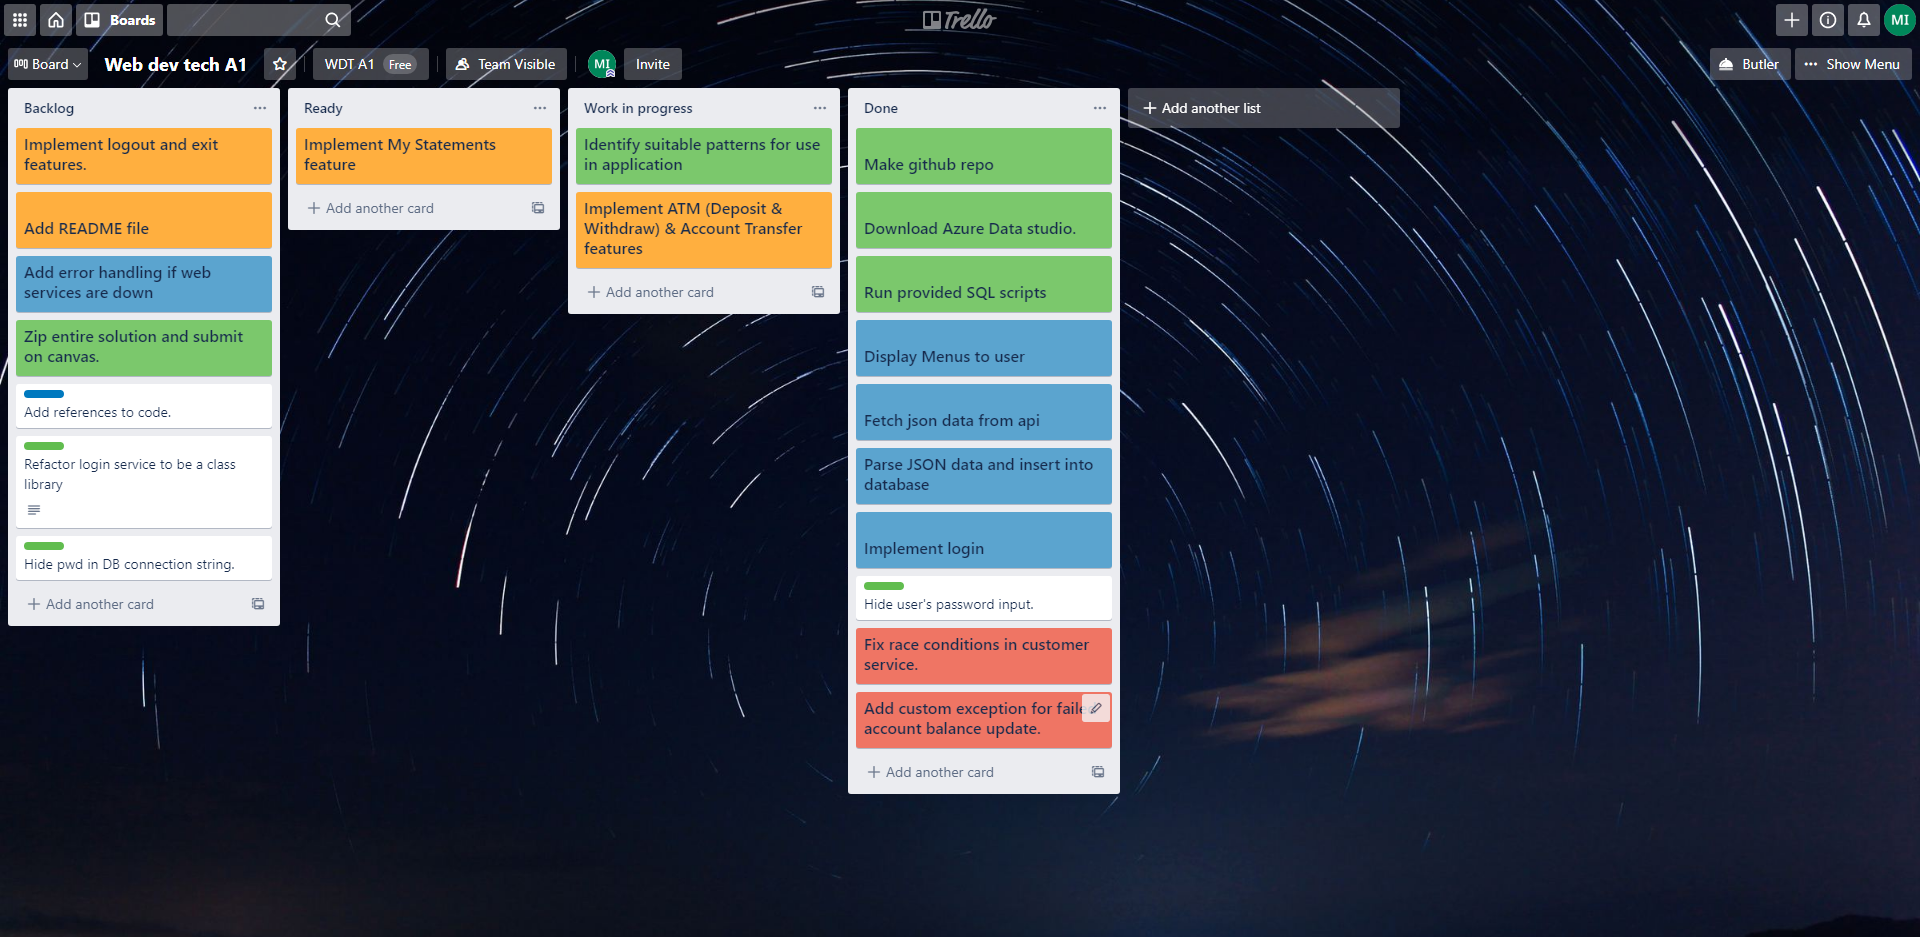 Boards
Trello
MI
Board
Web dev tech A1
WDT A1 Free
Team Visible
MI
Invite
Butler
Show Menu
Backlog
Implement logout and exit
features.
Add README file
Add error handling if web
services are down
Zip entire solution and submit
on canvas.
Add references to code.
Refactor login service to be a class
library
Hide pwd in DB connection string.
Add another card
Ready
Implement My Statements
feature
Add another card
Work in progress
Identify suitable patterns for use
in application
Implement ATM (Deposit &
Withdraw) & Account Transfer
features
Add another card
Done
Make github repo
Download Azure Data studio.
Run provided SQL scripts
Display Menus to user
Fetch json data from api
Parse JSON data and insert into
database
Implement login
Hide user's password input.
Fix race conditions in customer
service.
Add custom exception for faile
account balance update.
Add another card
Add another list